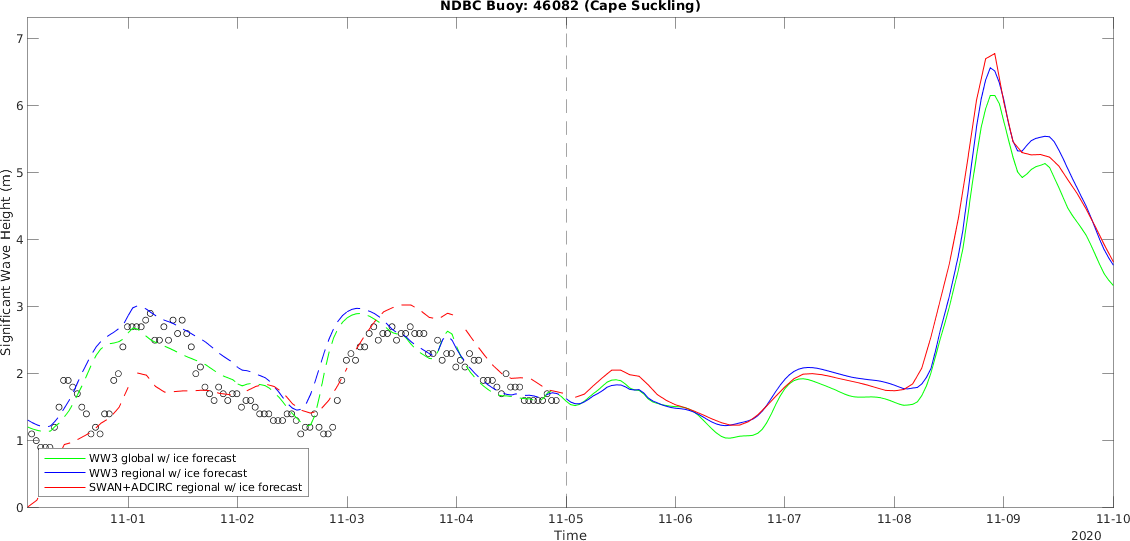 NDBC Buoy: 46082 (Cape Suckling)
7
6
5
4
3
2
1
0
Significant Wave Height (m)
WW3 global w/ ice forecast
WW3 regional w/ ice forecast
SWAN+ADCIRC regional w/ ice forecast
11-01 11-02 11-03 11-04 11-05 11-06 11-07 11-08 11-09 11-10
Time
2020